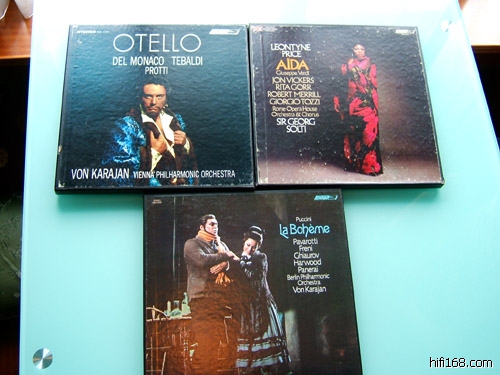 OTELLO
DEL MONACO TEBALDI
PROTTI
VON KARAJAN VIENNA PHILHARMONIC ORCHESTRA
LEONTYNE
PRICE
AÏDA
Giuseppe Verdi
JON VICKERS
RITA GORR
ROBERT MERRILL
GIORGIO TOZZI
Rome Opera House
Orchestra & Chorus
SIR GEORG
SOLTI
Puccini
La Bohème
Pavarotti
Freni
Ghiaurov
Harwood
Panerai
Berlin Philharmonic
Orchestra
Von Karajan
hifi168.com